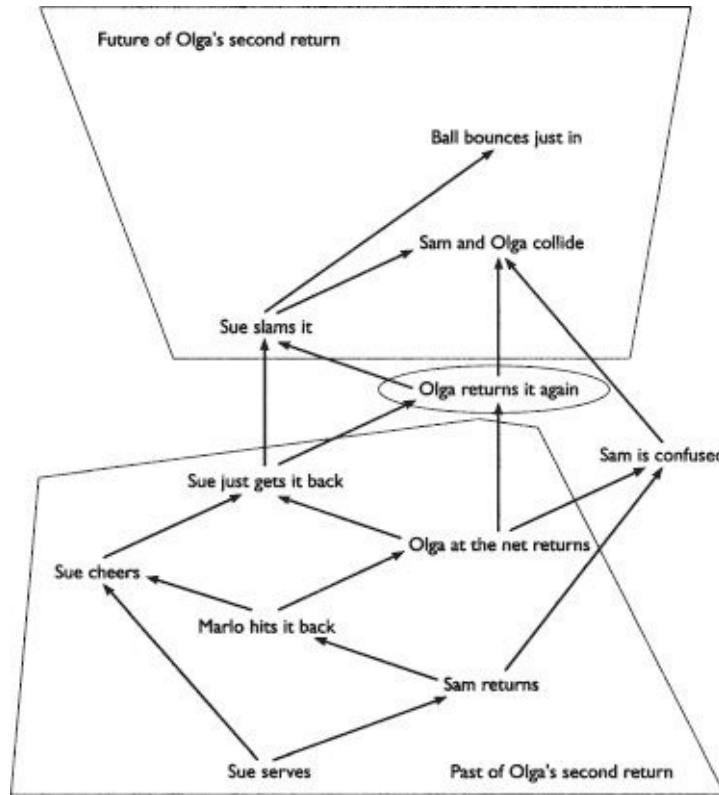 Future of Olga's second return
Ball bounces just in
Sam and Olga collide
Sue slams it
Olga returns it again
Sam is confused
Sue just gets it back
Olga at the net returns
Sue cheers
Marlo hits it back
Sam returns
Sue serves
Past of Olga's second return